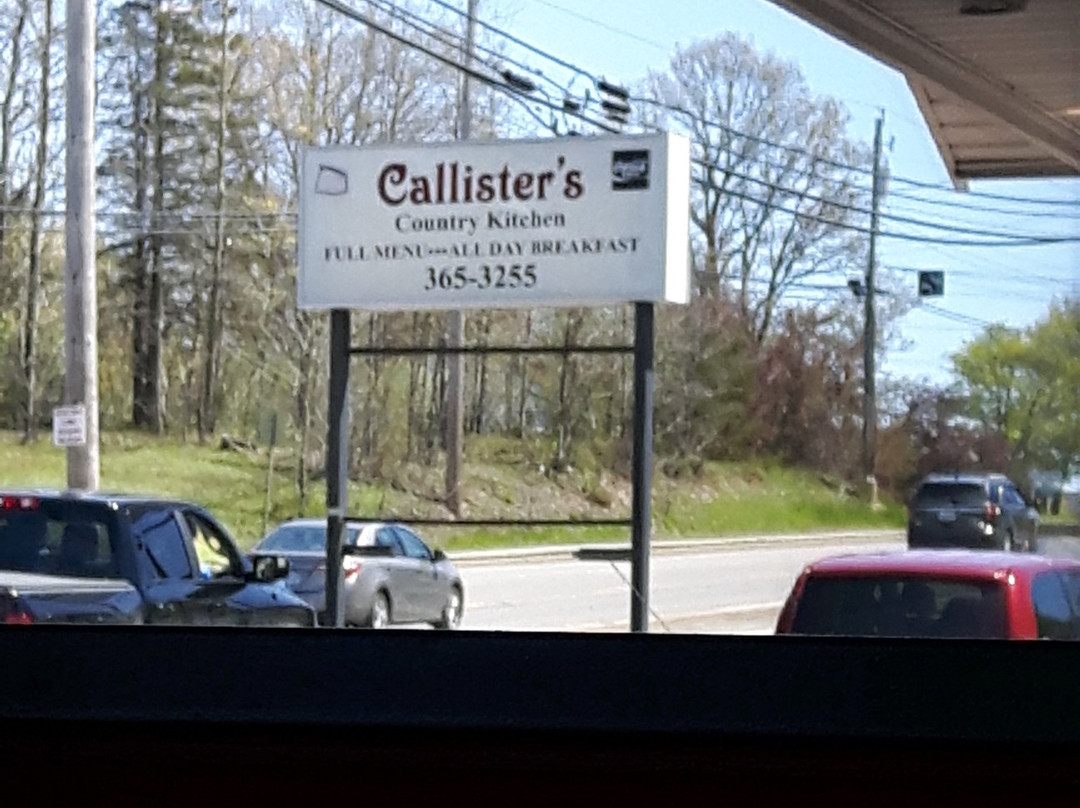 Callister's
Country Kitchen
FULL MENU---ALL DAY BREAKFAST
365-3255